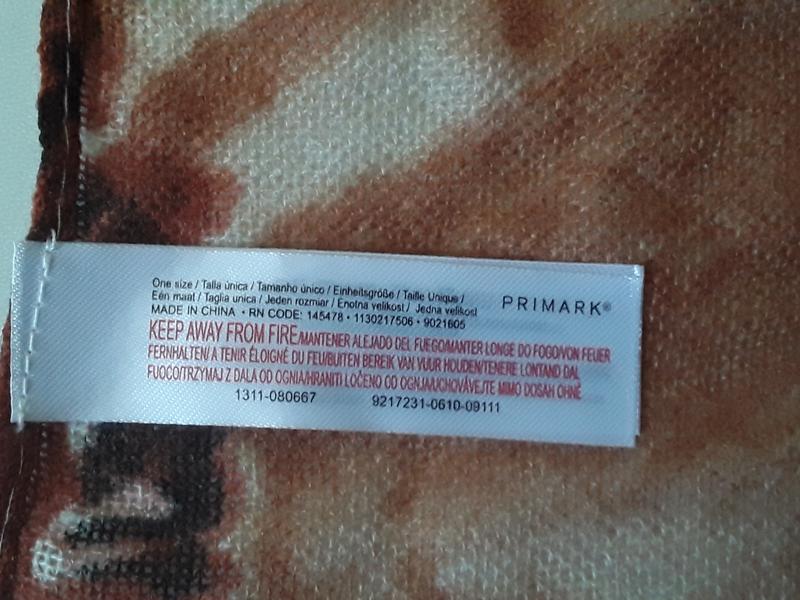 One size / Talla única / Tamanho único / Einheitsgröße / Taille Unique /
Eén maat / Taglia unica / Jeden rozmiar / Enotna velikost / Jedna velikost
PRIMARK®
MADE IN CHINA • RN CODE: 145478 • 1130217506 • 9021605
KEEP AWAY FROM FIRE/MANTENER ALEJADO DEL FUEGO/MANTER LONGE DO FOGO/VON FEUER
FERNHALTEN/ A TENIR ÉLOIGNÉ DU FEU/BUITEN BEREIK VAN VUUR HOUDEN/TENERE LONTANO DAL
FUOCO/TRZYMAJ Z DALA OD OGNIA/HRANITI LOČENO OD OGNJA/UCHOVÁVEJTE MIMO DOSAH OHNĚ
1311-080667 9217231-0610-09111